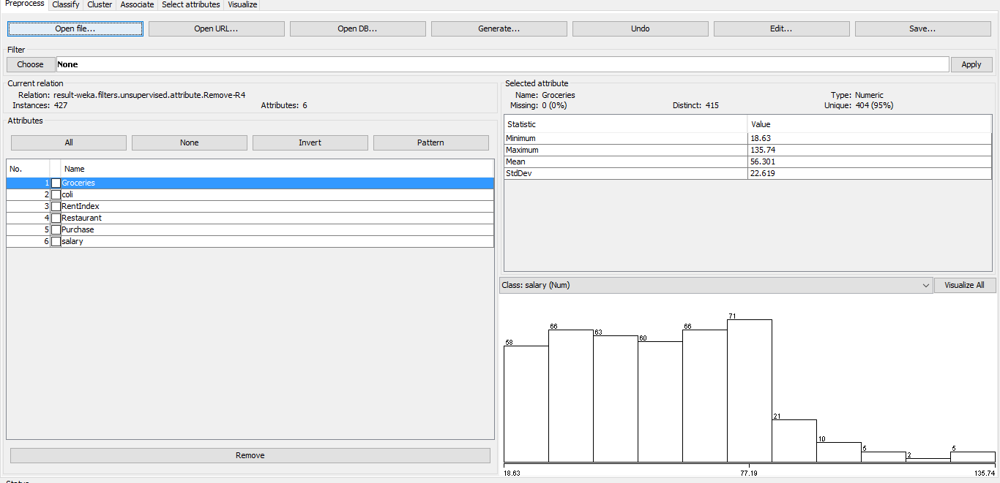 Preprocess Classify Cluster Associate Select attributes Visualize
Open file... Open URL... Open DB... Generate... Undo Edit... Save...
Filter
Choose None Apply
Current relation
Relation: result-weka.filters.unsupervised.attribute.Remove-R4
Instances: 427 Attributes: 6
Attributes
All None Invert Pattern
No. Name
1 Groceries
2 coli
3 RentIndex
4 Restaurant
5 Purchase
6 salary
Remove
Selected attribute
Name: Groceries Type: Numeric
Missing: 0 (0%) Distinct: 415 Unique: 404 (95%)
Statistic Value
Minimum 18.63
Maximum 135.74
Mean 56.301
StdDev 22.619
Class: salary (Num) Visualize All
58 66 63 60 66 71 21 10 5 2 5
18.63 77.19 135.74
Status